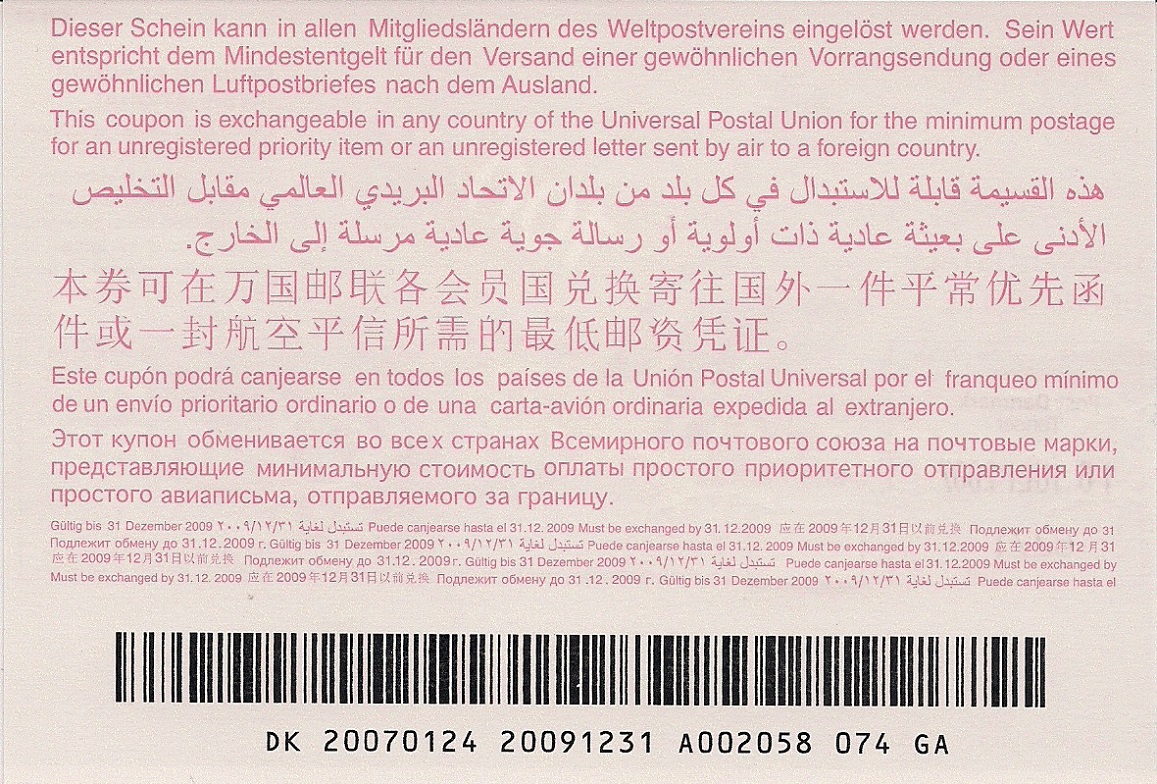 Dieser Schein kann in allen Mitgliedsländern des Weltpostvereins eingelöst werden. Sein Wert
entspricht dem Mindestentgelt für den Versand einer gewöhnlichen Vorrangsendung oder eines
gewöhnlichen Luftpostbriefes nach dem Ausland.
This coupon is exchangeable in any country of the Universal Postal Union for the minimum postage
for an unregistered priority item or an unregistered letter sent by air to a foreign country.
هذه القسيمة قابلة للاستبدال في كل بلد من بلدان الاتحاد البريدي العالمي مقابل التخليص
الأدنى على بعيثة عادية ذات أولوية أو رسالة جوية عادية مرسلة إلى الخارج.
本券可在万国邮联各会员国兑换寄往国外一件平常优先函
件或一封航空平信所需的最低邮资凭证。
Este cupón podrá canjearse en todos los países de la Unión Postal Universal por el franqueo mínimo
de un envío prioritario ordinario o de una carta-avión ordinaria expedida al extranjero.
Этот купон обменивается во всех странах Всемирного почтового союза на почтовые марки,
представляющие минимальную стоимость оплаты простого приоритетного отправления или
простого авиаписьма, отправляемого за границу.
Gültig bis 31 Dezember 2009 تستبدل لغاية ٢٠٠٩/١٢/٣١ Puede canjearse hasta el 31.12. 2009 Must be exchanged by 31.12.2009 应在2009年12月31日以前兑换 Подлежит обмену до 31
Подлежит обмену до 31.12. 2009 г. Gültig bis 31 Dezember 2009 تستبدل لغاية ٢٠٠٩/١٢/٣١ Puede canjearse hasta el 31.12. 2009 Must be exchanged by 31.12.2009 应在2009年12月31
应在2009年12月31日以前兑换 Подлежит обмену до 31.12. 2009 г. Gültig bis 31 Dezember 2009 تستبدل لغاية ٢٠٠٩/١٢/٣١ Puede canjearse hasta el 31.12.2009 Must be exchanged by
Must be exchanged by 31.12. 2009 应在2009年12月31日以前兑换 Подлежит обмену до 31.12. 2009 г. Gültig bis 31 Dezember 2009 تستبدل لغاية ٢٠٠٩/١٢/٣١ Puede canjearse hasta el
DK 20070124 20091231 A002058 074 GA